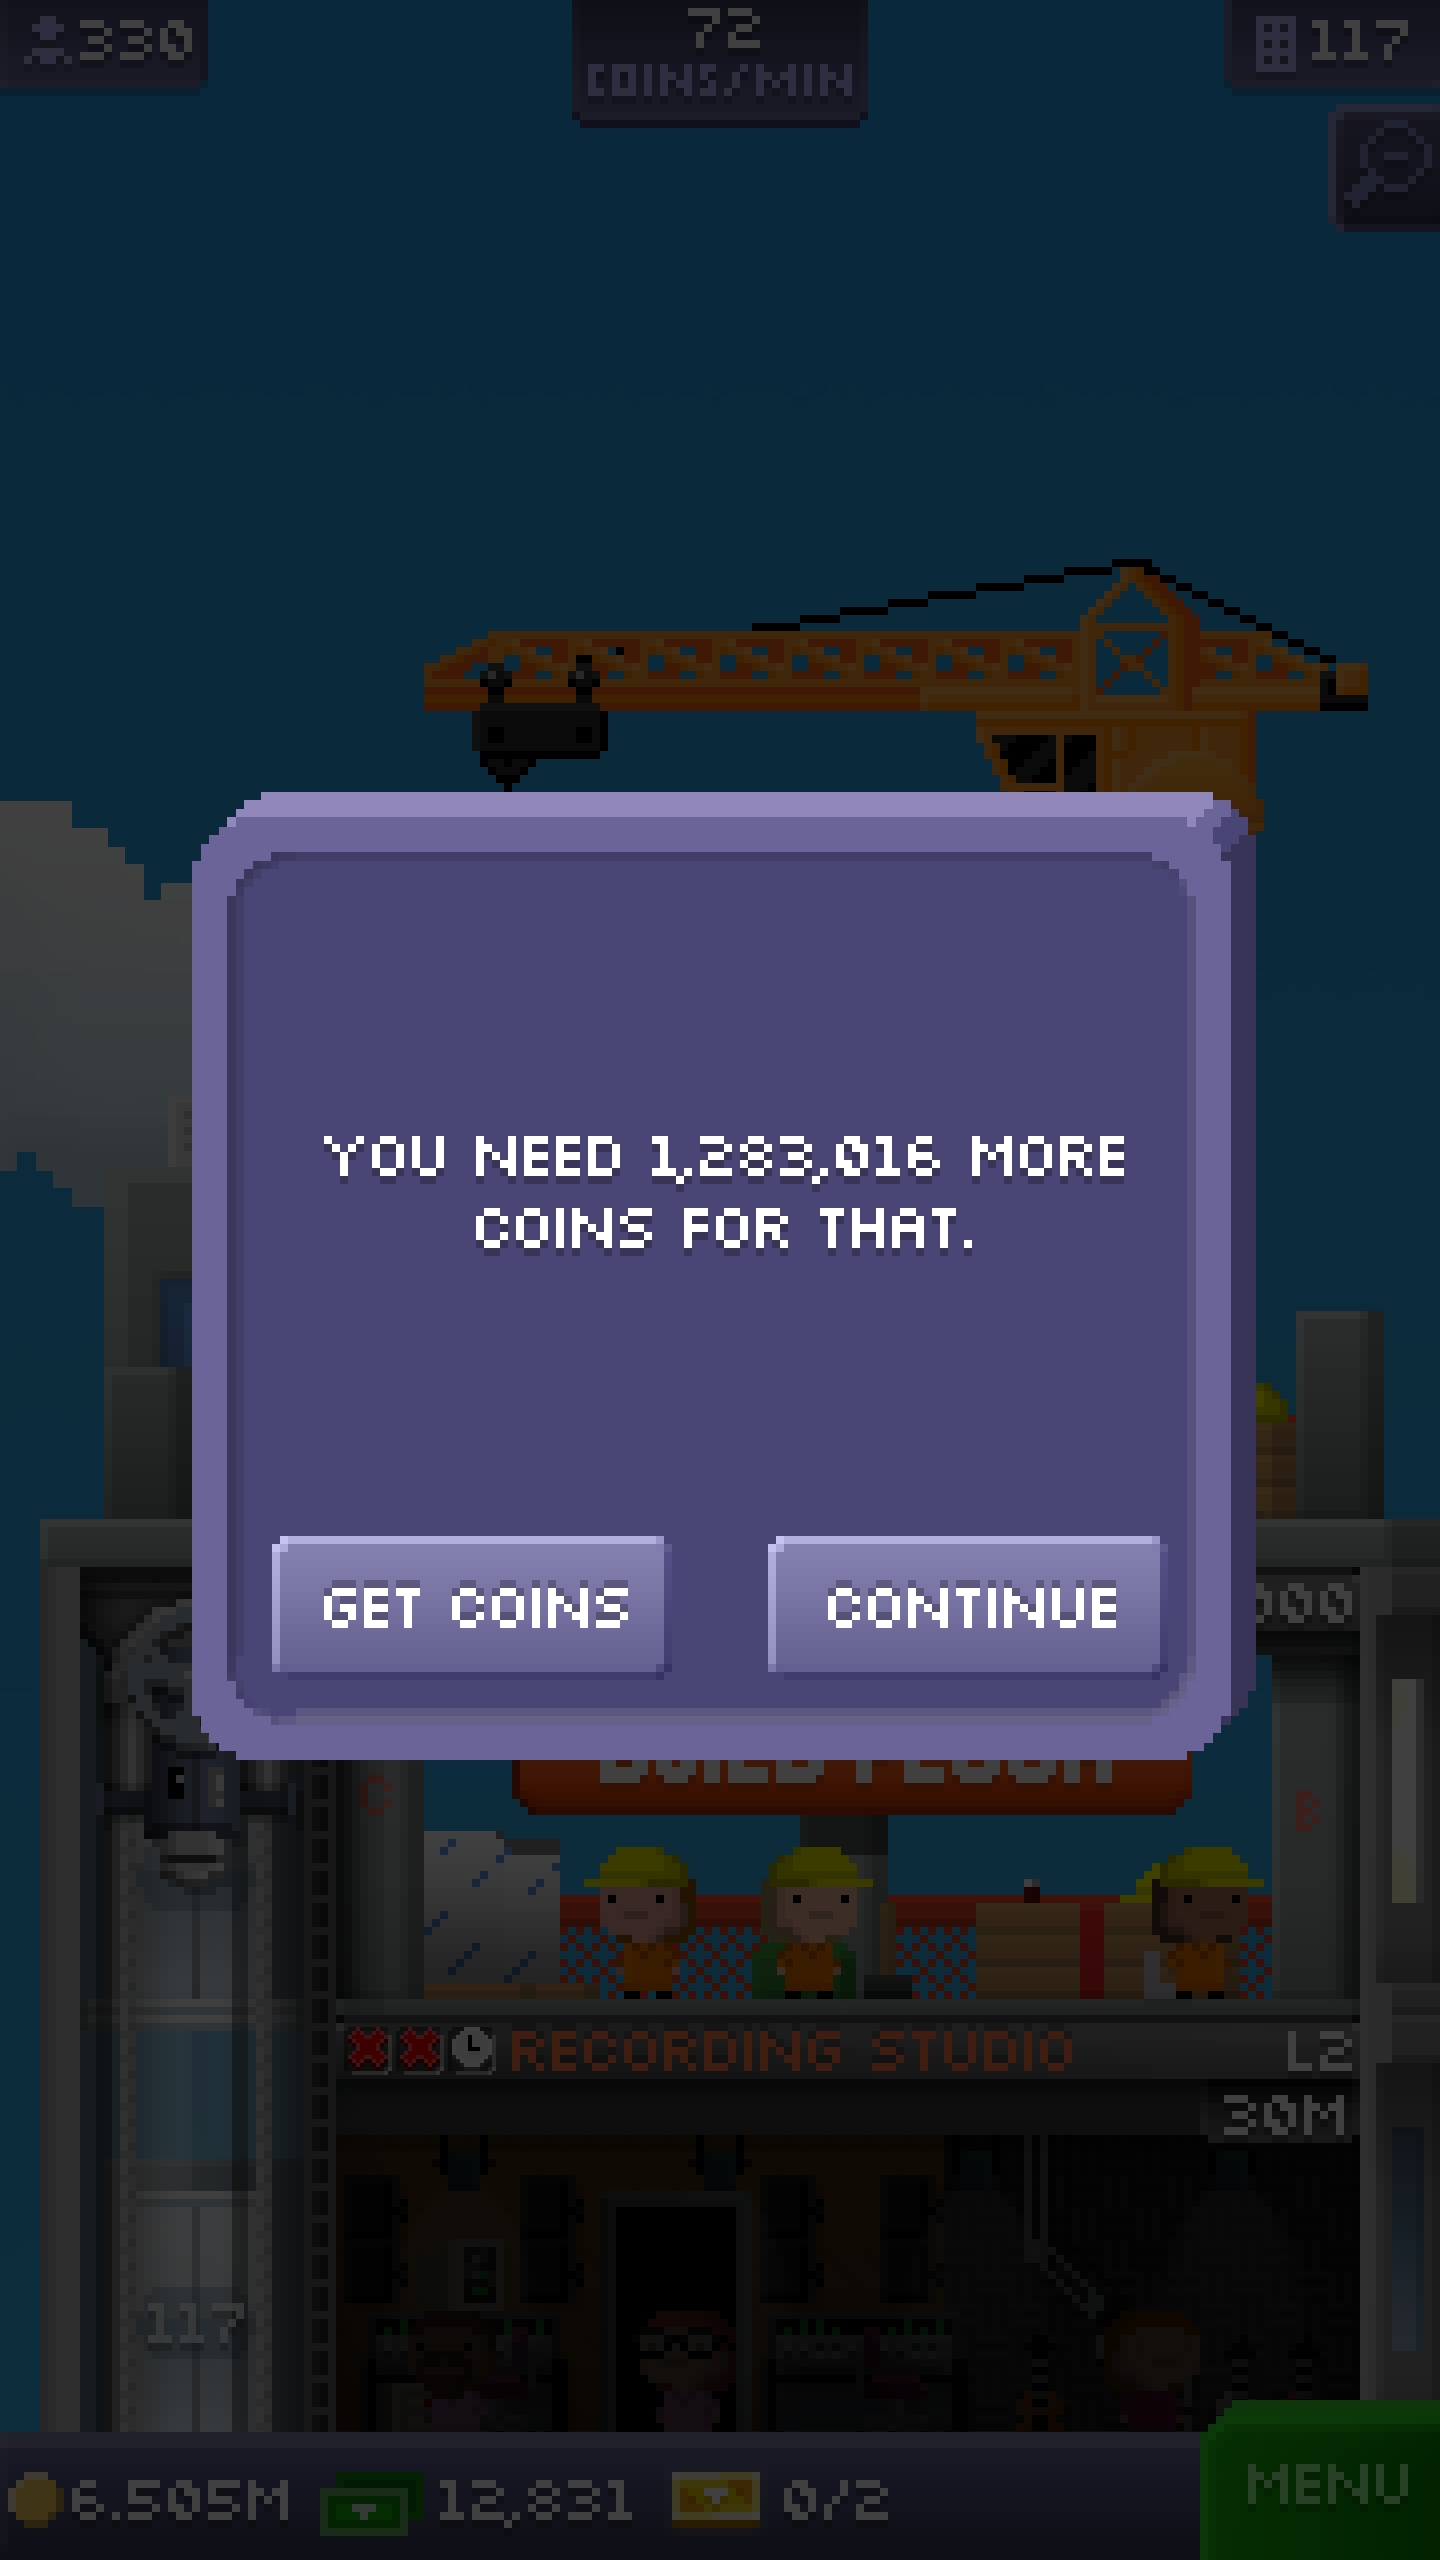 330
72
COINS/MIN
117
YOU NEED 1,283,016 MORE
COINS FOR THAT.
GET COINS
CONTINUE
BUILD FLOOR
C
B
RECORDING STUDIO
L2
30M
117
6.505M
12,831
0/2
MENU